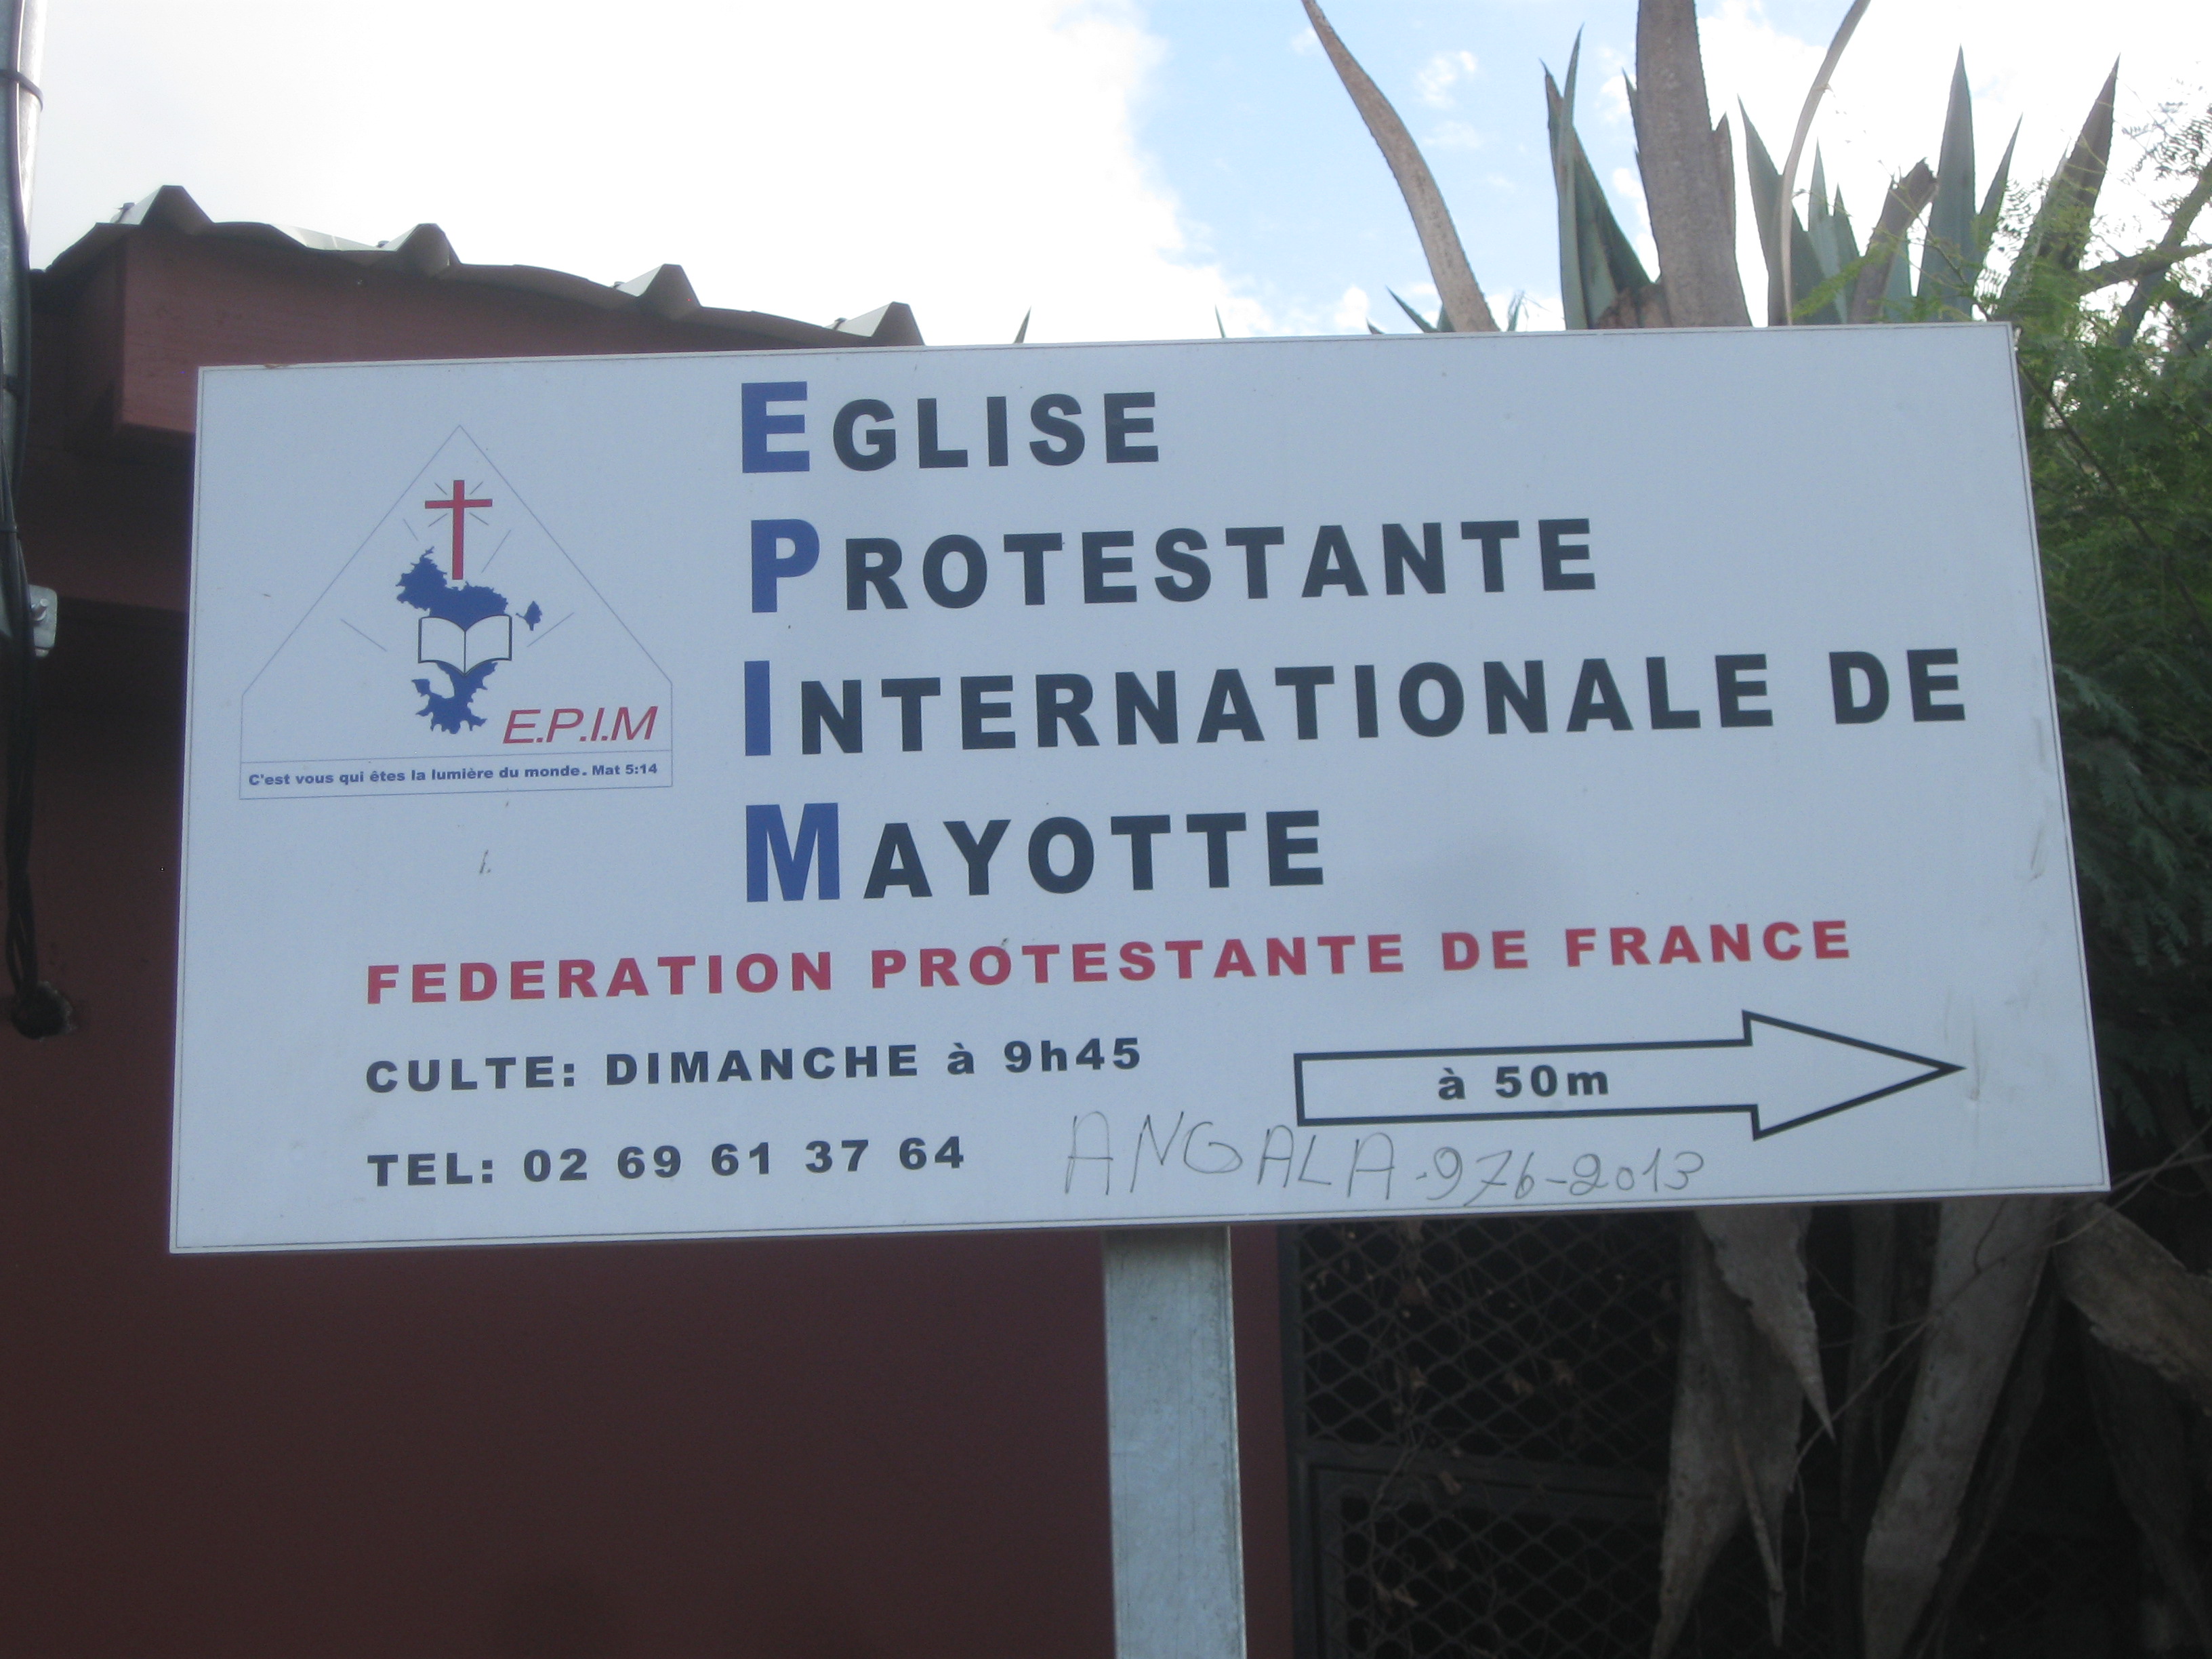 EGLISE
PROTESTANTE
INTERNATIONALE DE
MAYOTTE
E.P.I.M
C'est vous qui êtes la lumière du monde. Mat 5:14
FEDERATION PROTESTANTE DE FRANCE
CULTE: DIMANCHE à 9h45
à 50m
TEL: 02 69 61 37 64
ANGALA-976-2013